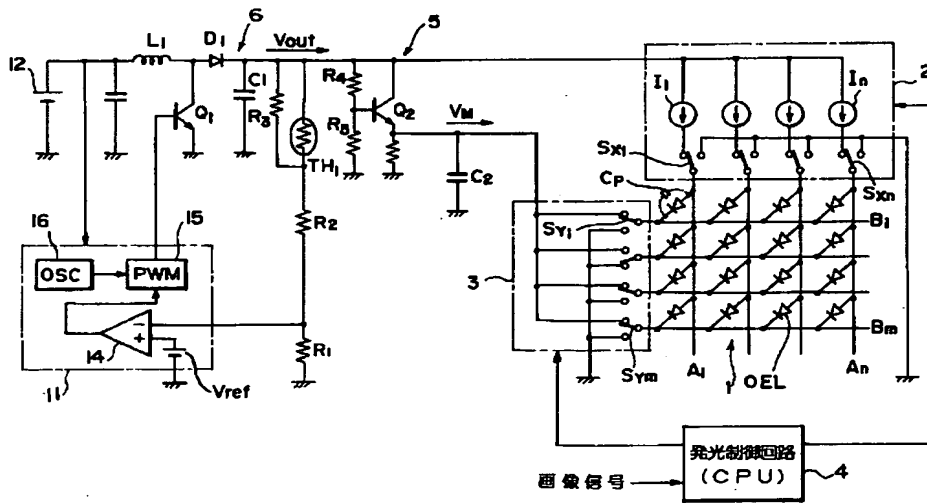 12
L1
D1
6
Vout
5
C1
R3
TH1
R4
R5
Q1
Q2
VM
C2
I1
In
2
SX1
SXn
CP
SY1
B1
3
SYm
Bm
A1
1
OEL
An
16
OSC
15
PWM
14
11
Vref
R2
R1
発光制御回路
(CPU)
4
画像信号